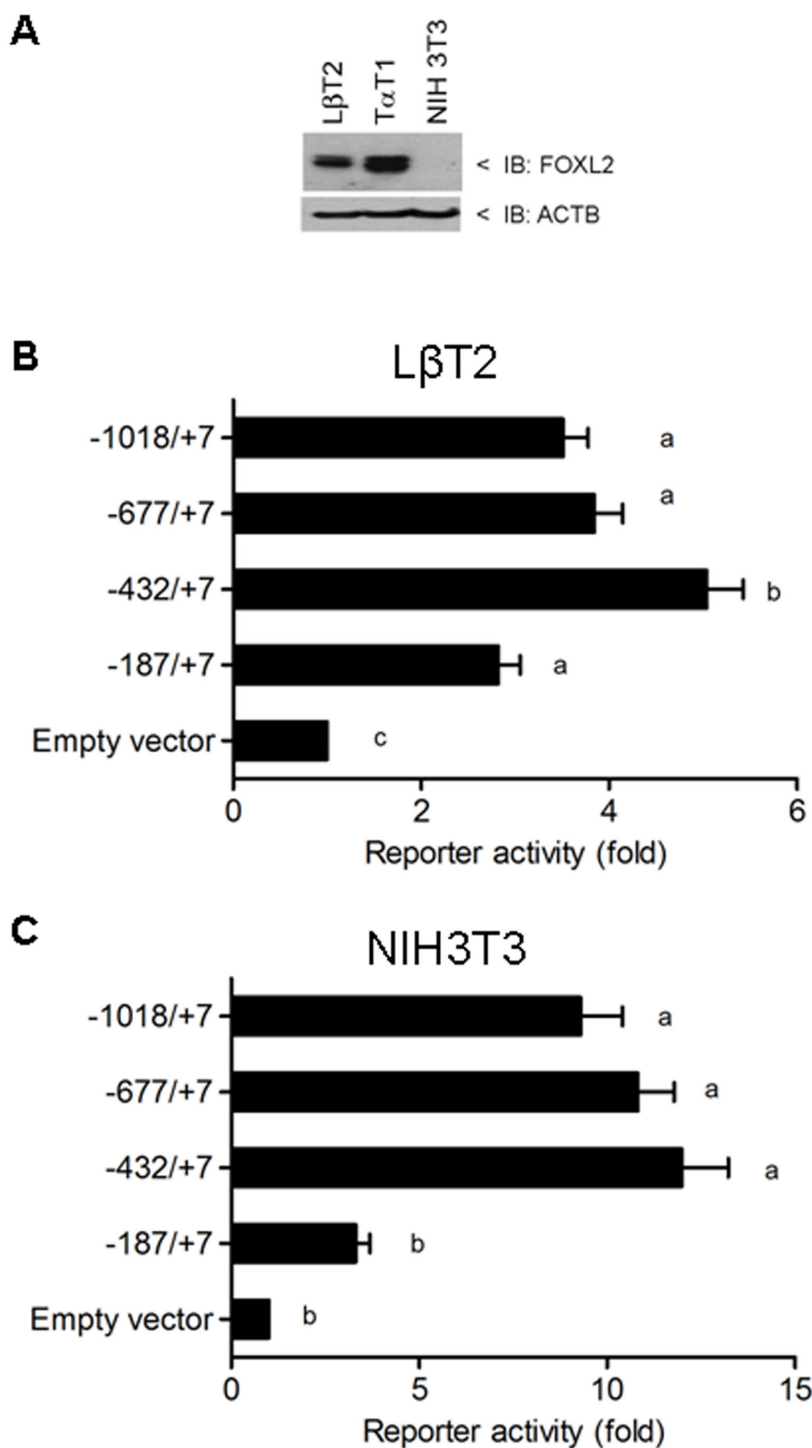 A
LβT2
TαT1
NIH 3T3
< IB: FOXL2
< IB: ACTB
B
LβT2
-1018/+7
a
-677/+7
a
-432/+7
b
-187/+7
a
Empty vector
c
0 2 4 6
Reporter activity (fold)
C
NIH3T3
-1018/+7
a
-677/+7
a
-432/+7
a
-187/+7
b
Empty vector
b
0 5 10 15
Reporter activity (fold)